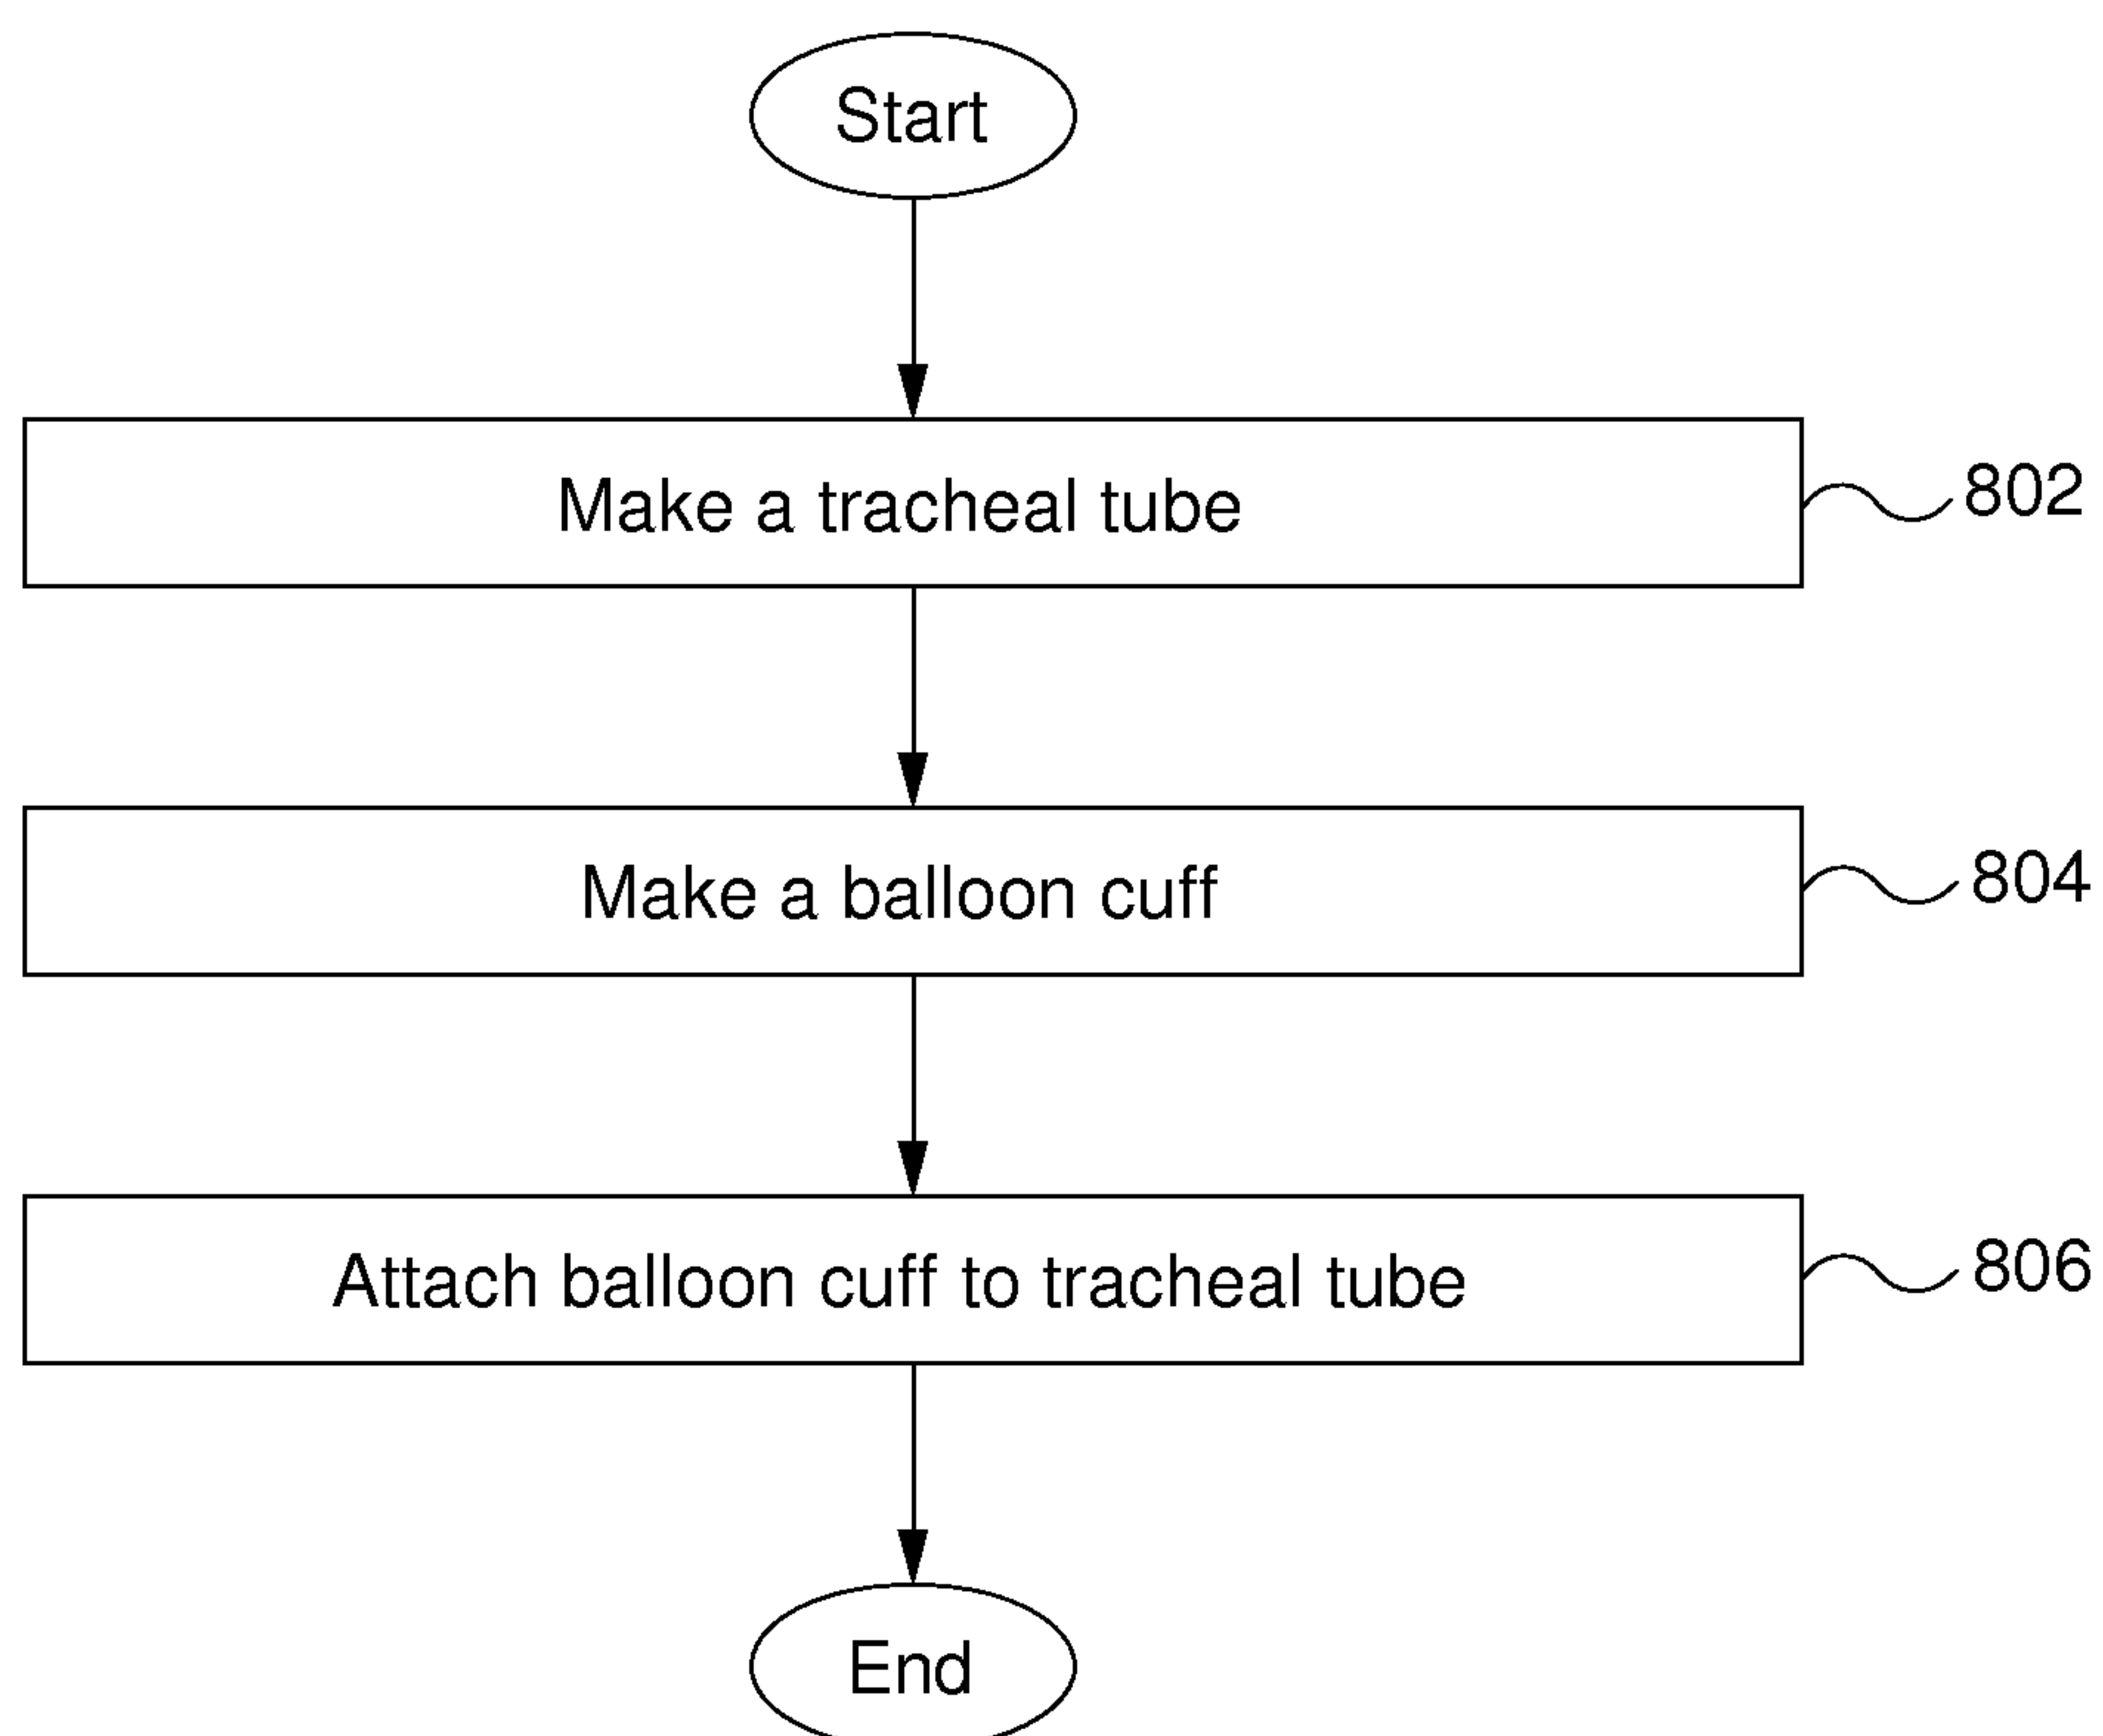 Start
Make a tracheal tube
802
Make a balloon cuff
804
Attach balloon cuff to tracheal tube
806
End